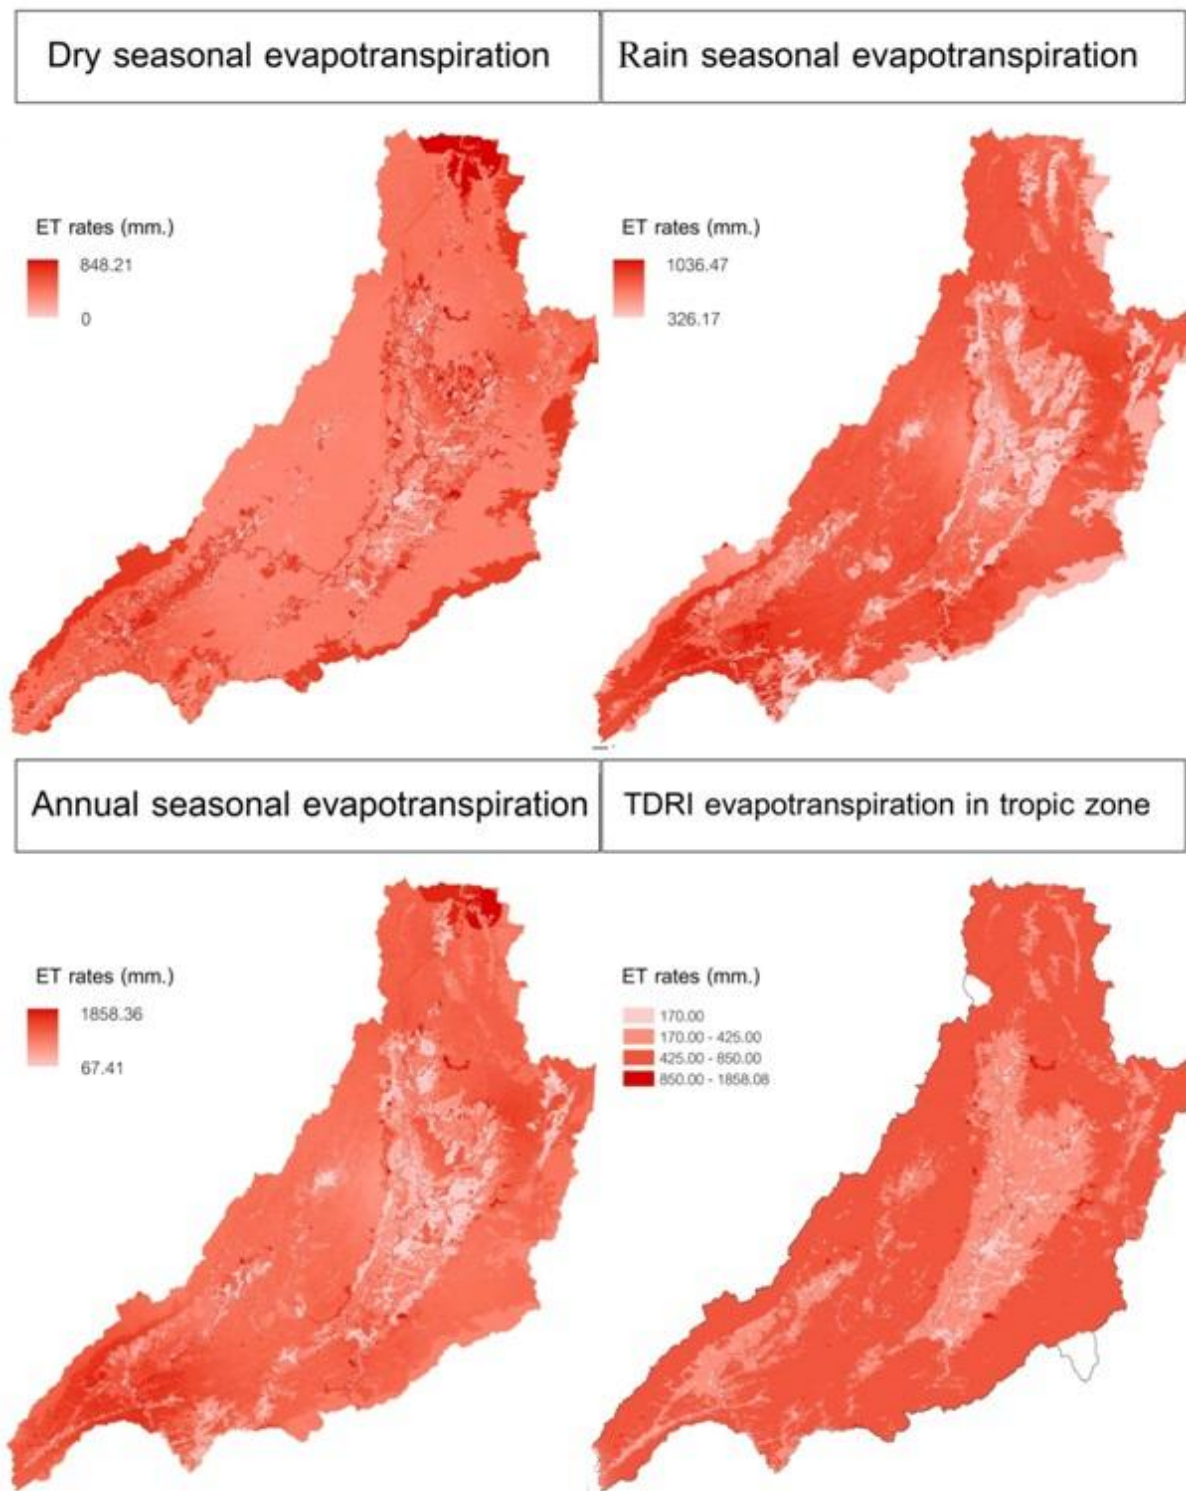 Dry seasonal evapotranspiration
Rain seasonal evapotranspiration
ET rates (mm.)
848.21
0
ET rates (mm.)
1036.47
326.17
Annual seasonal evapotranspiration
TDRI evapotranspiration in tropic zone
ET rates (mm.)
1858.36
67.41
ET rates (mm.)
170.00
170.00 - 425.00
425.00 - 850.00
850.00 - 1858.08